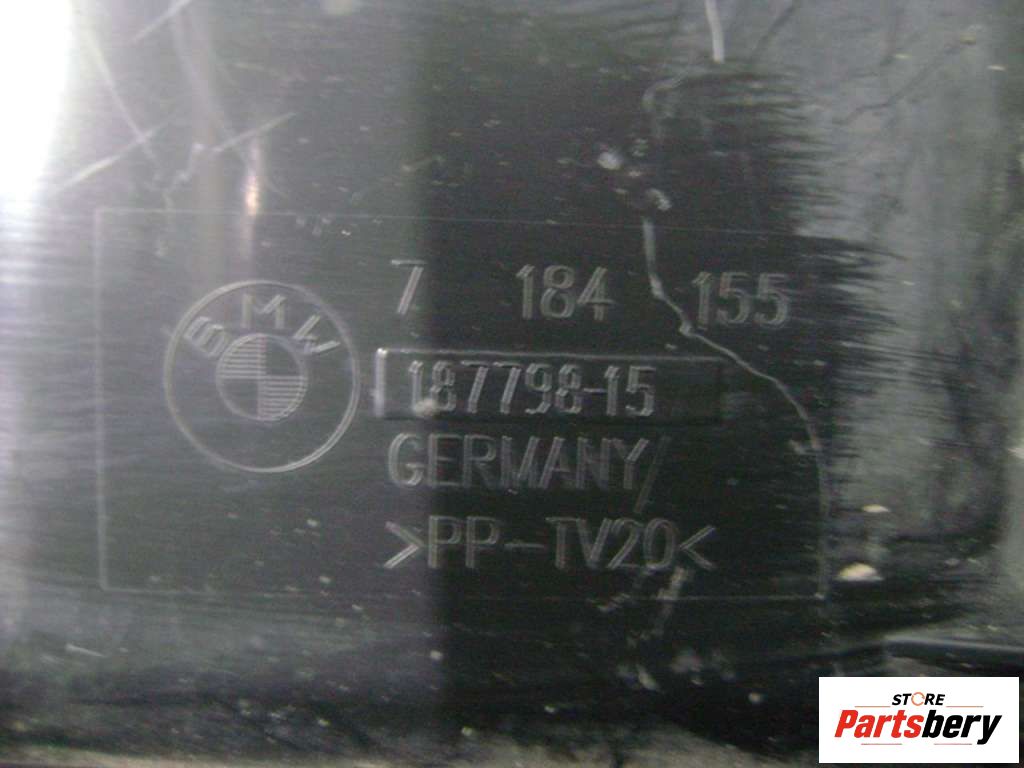 BMW
7 184 155
187798-15
GERMANY/
>PP-TV20<
STORE
Partsbery